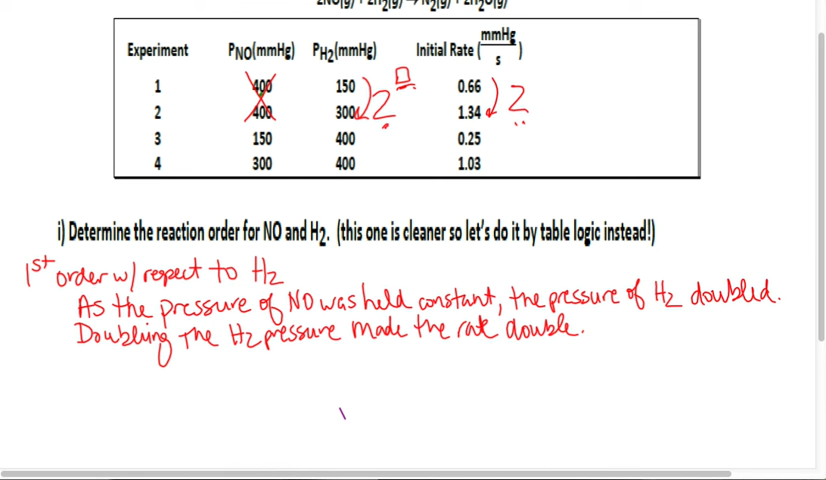 2NO(g) + 2H2(g) → N2(g) + 2H2O(g)
Experiment PNO(mmHg) PH2(mmHg) Initial Rate (mmHg/s)
1 400 150 0.66
2 400 300 1.34
3 150 400 0.25
4 300 400 1.03
2 2
i) Determine the reaction order for NO and H2. (this one is cleaner so let's do it by table logic instead!)
1st order w/ respect to H2
As the pressure of NO was held constant, the pressure of H2 doubled.
Doubling the H2 pressure made the rate double.